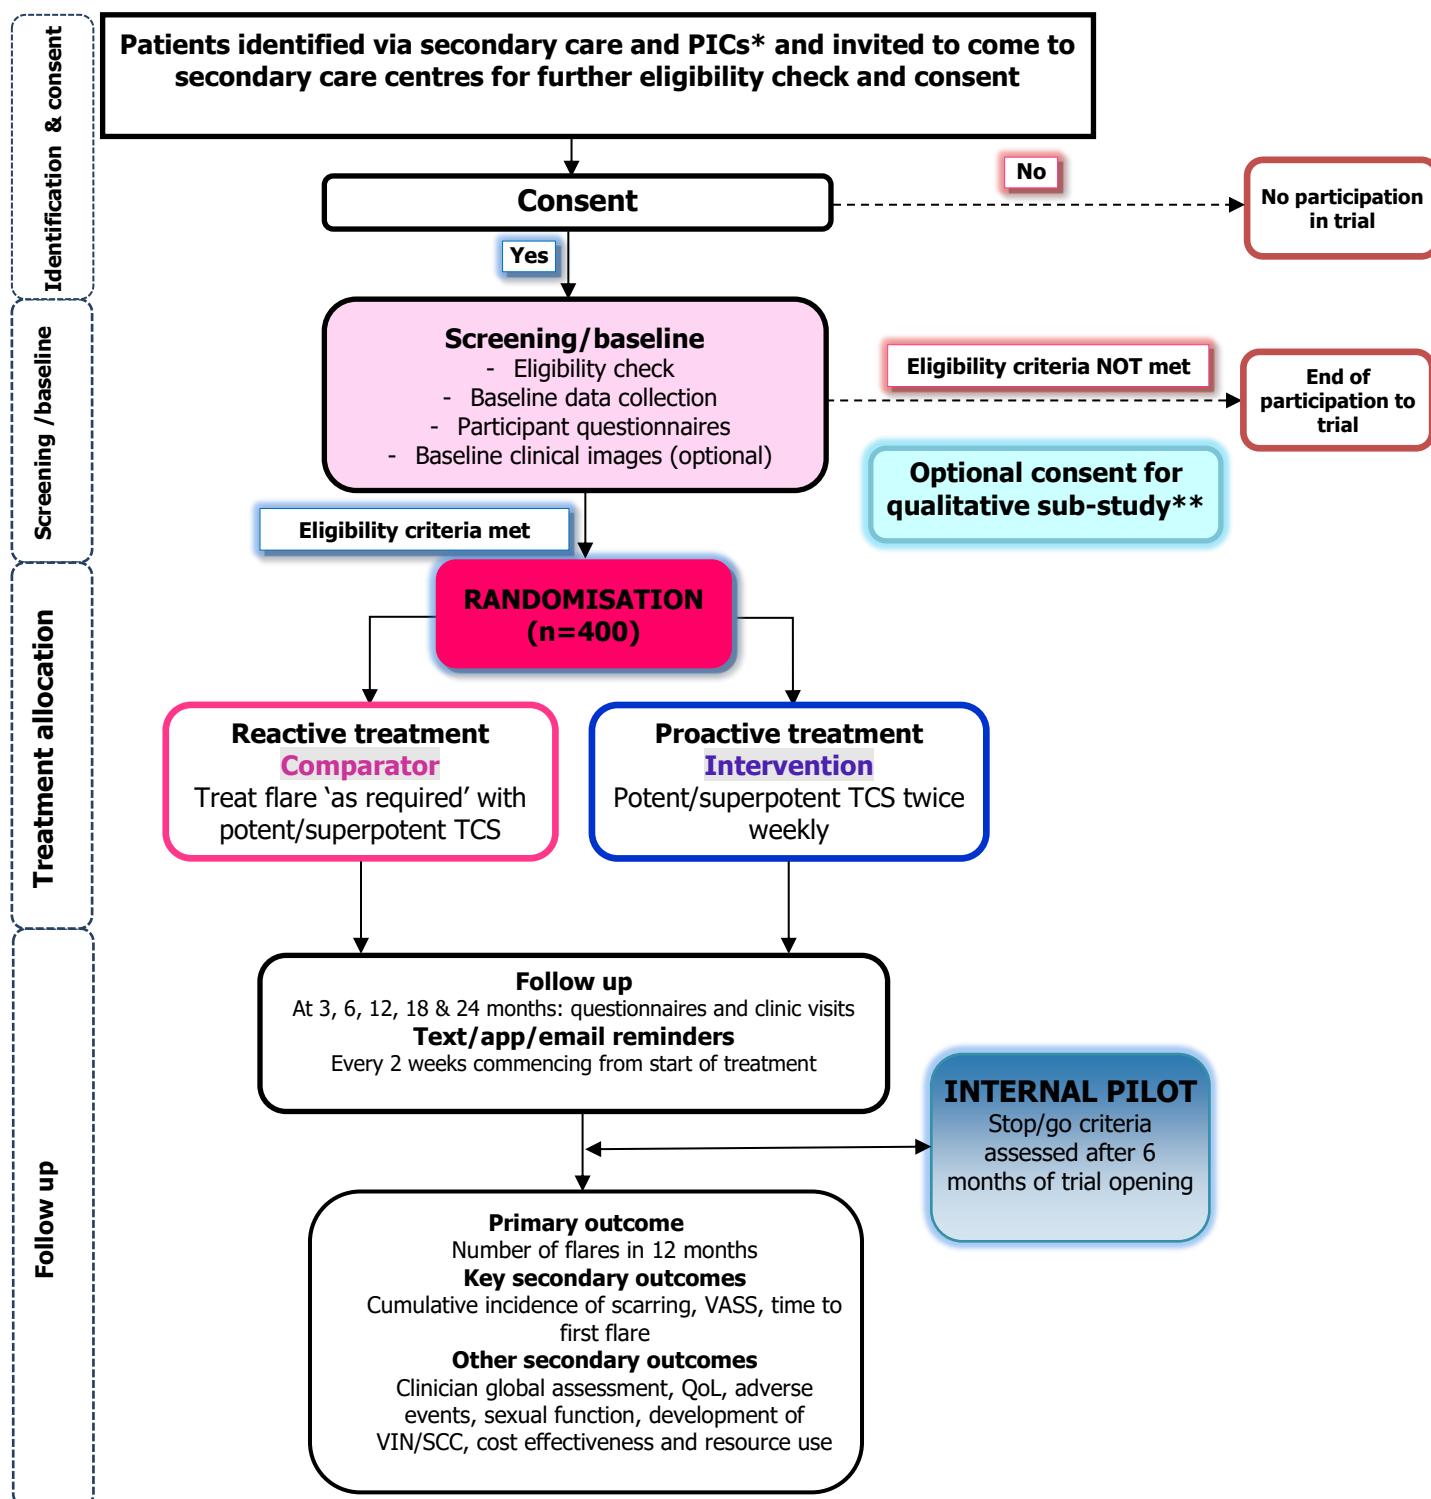 Identification & consent
Patients identified via secondary care and PICs* and invited to come to
secondary care centres for further eligibility check and consent
Consent
No
No participation
in trial
Yes
Screening /baseline
Screening/baseline
- Eligibility check
- Baseline data collection
- Participant questionnaires
- Baseline clinical images (optional)
Eligibility criteria NOT met
End of
participation to
trial
Optional consent for
qualitative sub-study**
Eligibility criteria met
Treatment allocation
RANDOMISATION
(n=400)
Reactive treatment
Comparator
Treat flare ‘as required’ with
potent/superpotent TCS
Proactive treatment
Intervention
Potent/superpotent TCS twice
weekly
Follow up
Follow up
At 3, 6, 12, 18 & 24 months: questionnaires and clinic visits
Text/app/email reminders
Every 2 weeks commencing from start of treatment
INTERNAL PILOT
Stop/go criteria
assessed after 6
months of trial opening
Primary outcome
Number of flares in 12 months
Key secondary outcomes
Cumulative incidence of scarring, VASS, time to
first flare
Other secondary outcomes
Clinician global assessment, QoL, adverse
events, sexual function, development of
VIN/SCC, cost effectiveness and resource use